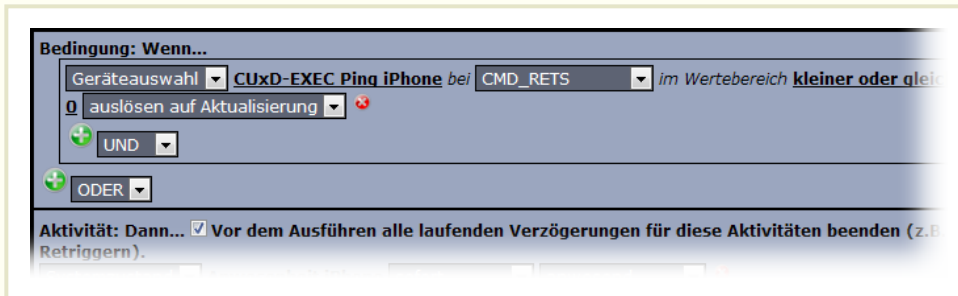 Bedingung: Wenn...
Geräteauswahl CUxD-EXEC Ping iPhone bei CMD_RETS im Wertebereich kleiner oder gleich
0 auslösen auf Aktualisierung
UND
ODER
Aktivität: Dann... Vor dem Ausführen alle laufenden Verzögerungen für diese Aktivitäten beenden (z.B
Retriggern).